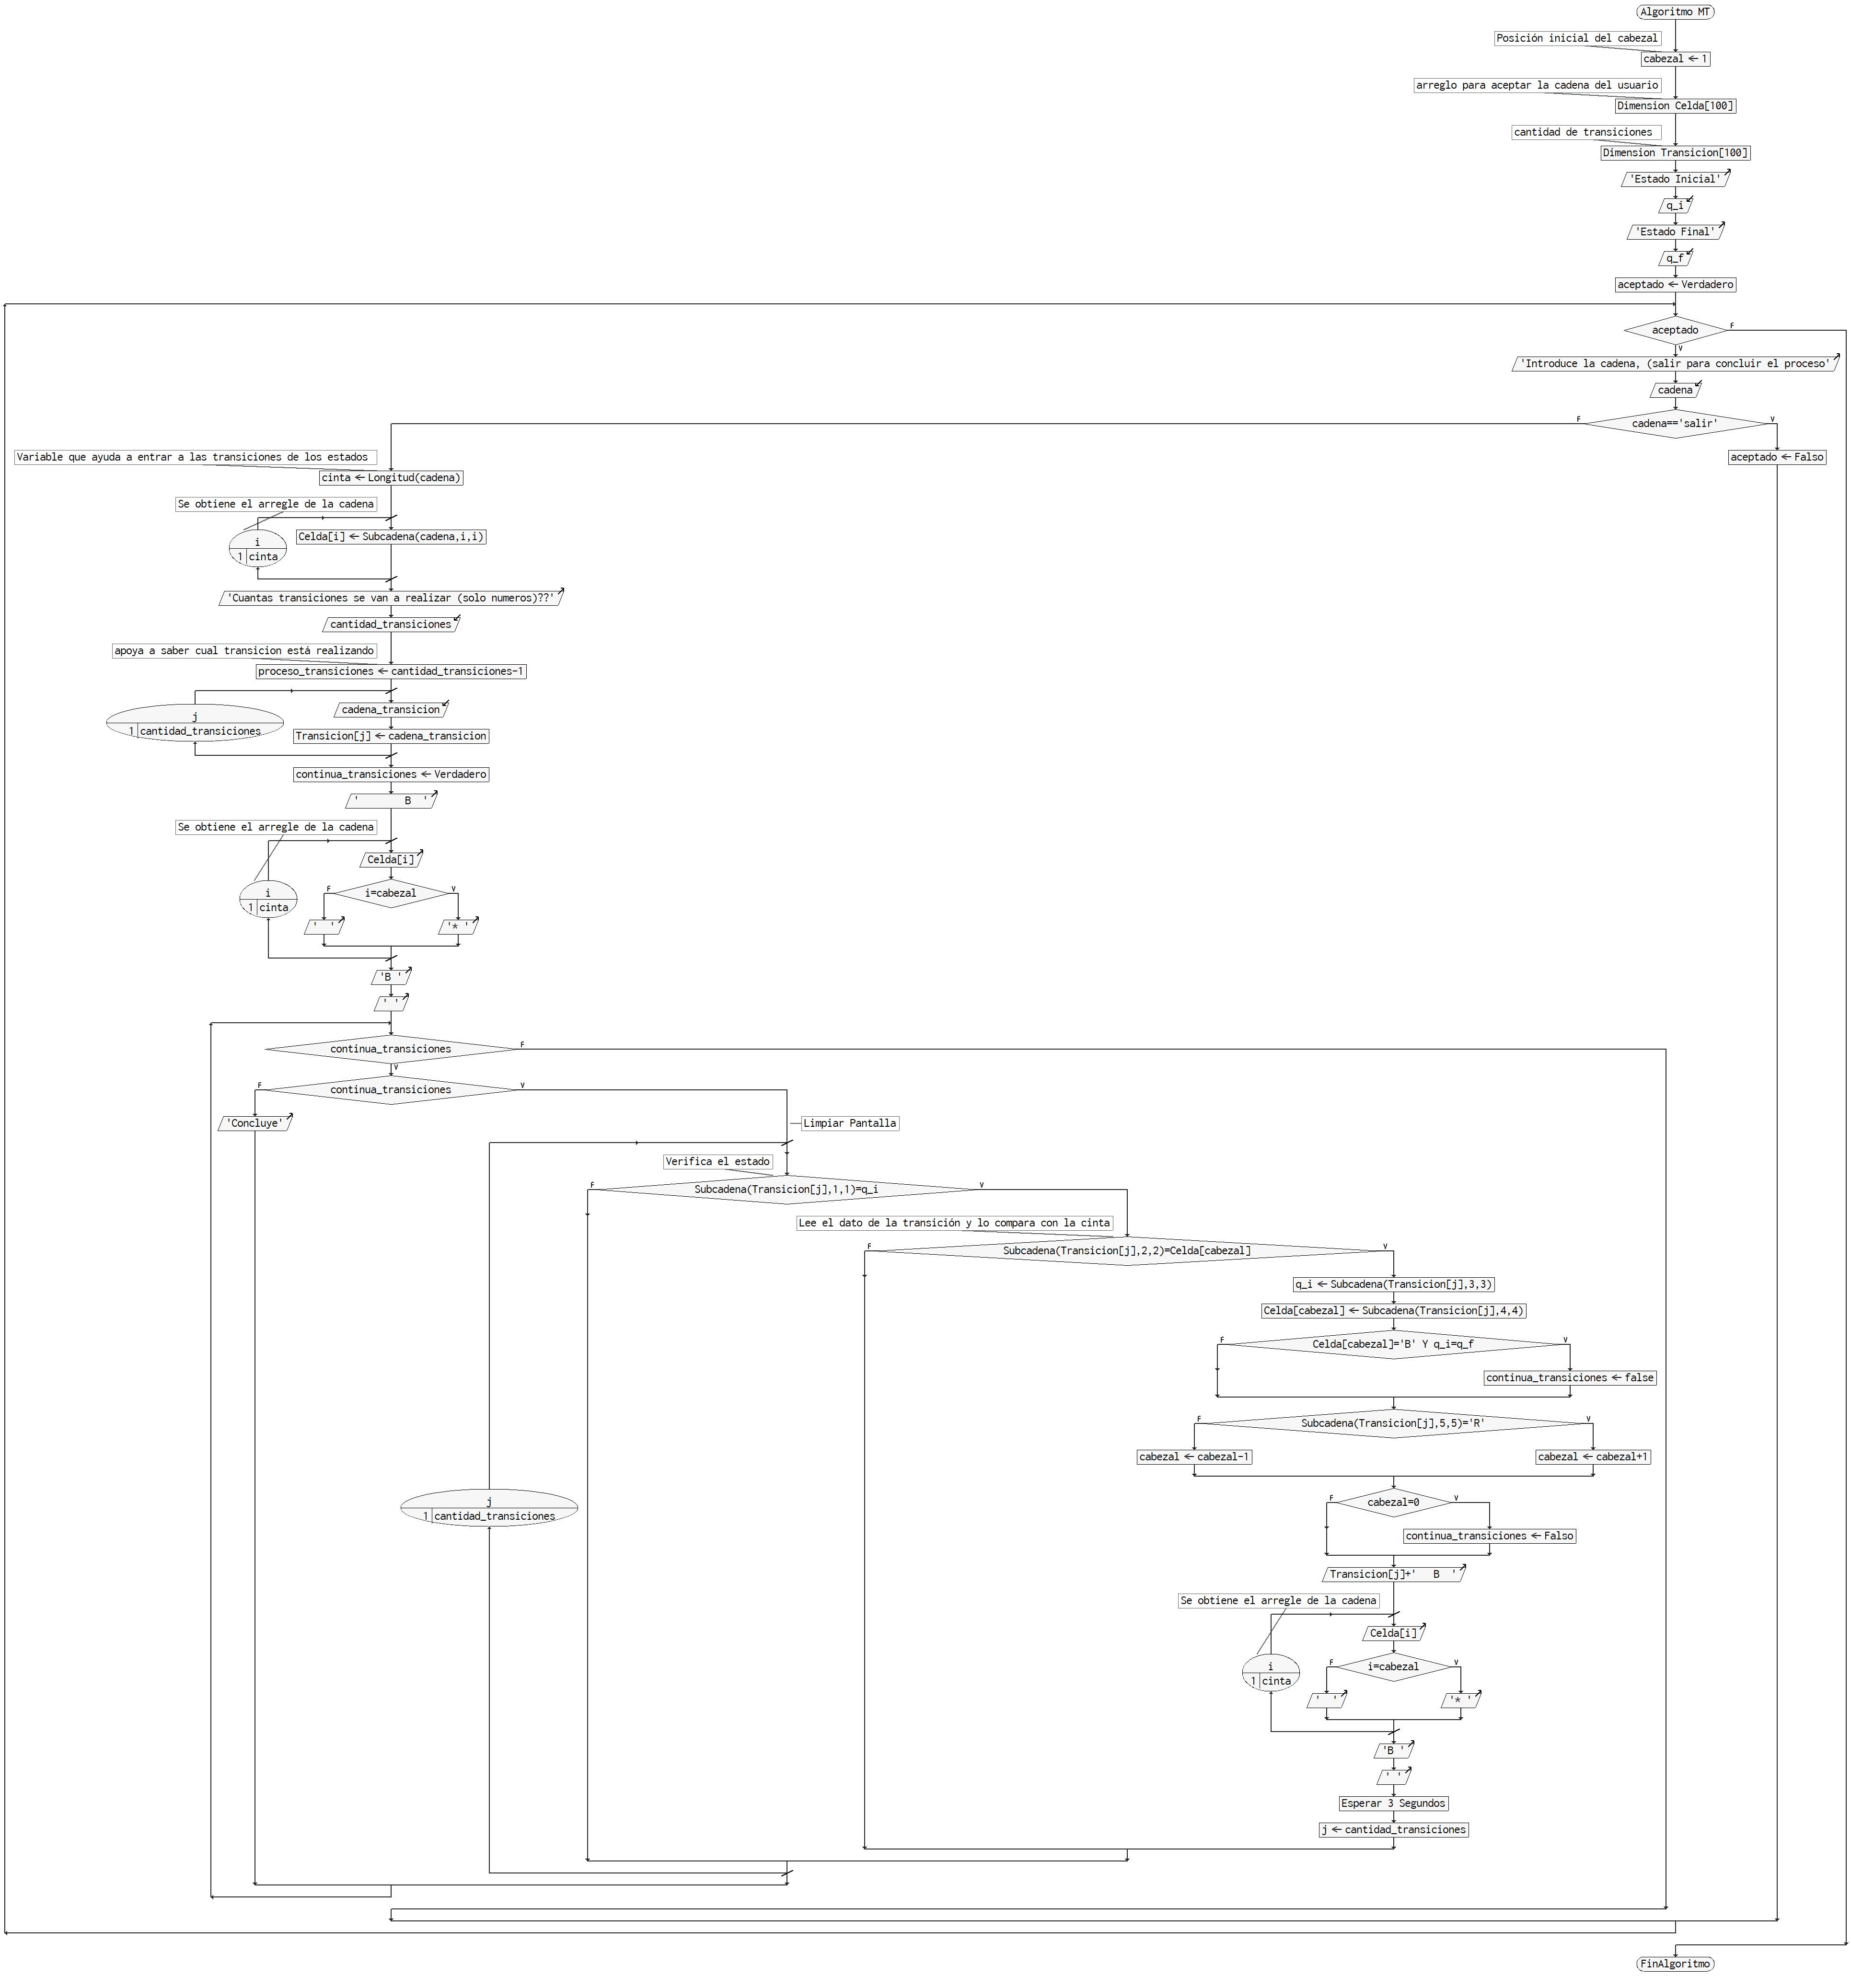 Algoritmo MT
Posición inicial del cabezal
cabezal ← 1
arreglo para aceptar la cadena del usuario
Dimension Celda[100]
cantidad de transiciones
Dimension Transicion[100]
'Estado Inicial'
q_i
'Estado Final'
q_f
aceptado ← Verdadero
aceptado
F
V
'Introduce la cadena, (salir para concluir el proceso'
cadena
cadena=='salir'
F
V
aceptado ← Falso
Variable que ayuda a entrar a las transiciones de los estados
cinta ← Longitud(cadena)
Se obtiene el arregle de la cadena
Celda[i] ← Subcadena(cadena,i,i)
i
1 cinta
'Cuantas transiciones se van a realizar (solo numeros)??'
cantidad_transiciones
apoya a saber cual transicion está realizando
proceso_transiciones ← cantidad_transiciones-1
cadena_transicion
j
1 cantidad_transiciones
Transicion[j] ← cadena_transicion
continua_transiciones ← Verdadero
'        B  '
Se obtiene el arregle de la cadena
Celda[i]
i
1 cinta
i=cabezal
F
V
'  '
'* '
'B '
' '
continua_transiciones
F
V
continua_transiciones
F
V
'Concluye'
Limpiar Pantalla
Verifica el estado
Subcadena(Transicion[j],1,1)=q_i
F
V
Lee el dato de la transición y lo compara con la cinta
Subcadena(Transicion[j],2,2)=Celda[cabezal]
F
V
q_i ← Subcadena(Transicion[j],3,3)
Celda[cabezal] ← Subcadena(Transicion[j],4,4)
Celda[cabezal]='B' Y q_i=q_f
F
V
continua_transiciones ← false
Subcadena(Transicion[j],5,5)='R'
F
V
cabezal ← cabezal-1
cabezal ← cabezal+1
j
1 cantidad_transiciones
cabezal=0
F
V
continua_transiciones ← Falso
Transicion[j]+'   B  '
Se obtiene el arregle de la cadena
Celda[i]
i
1 cinta
i=cabezal
F
V
'  '
'* '
'B '
' '
Esperar 3 Segundos
j ← cantidad_transiciones
FinAlgoritmo